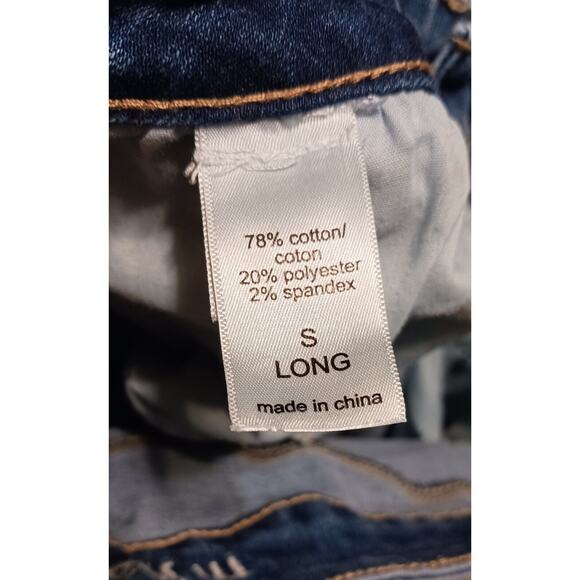 78% cotton/
coton
20% polyester
2% spandex
S
LONG
made in china